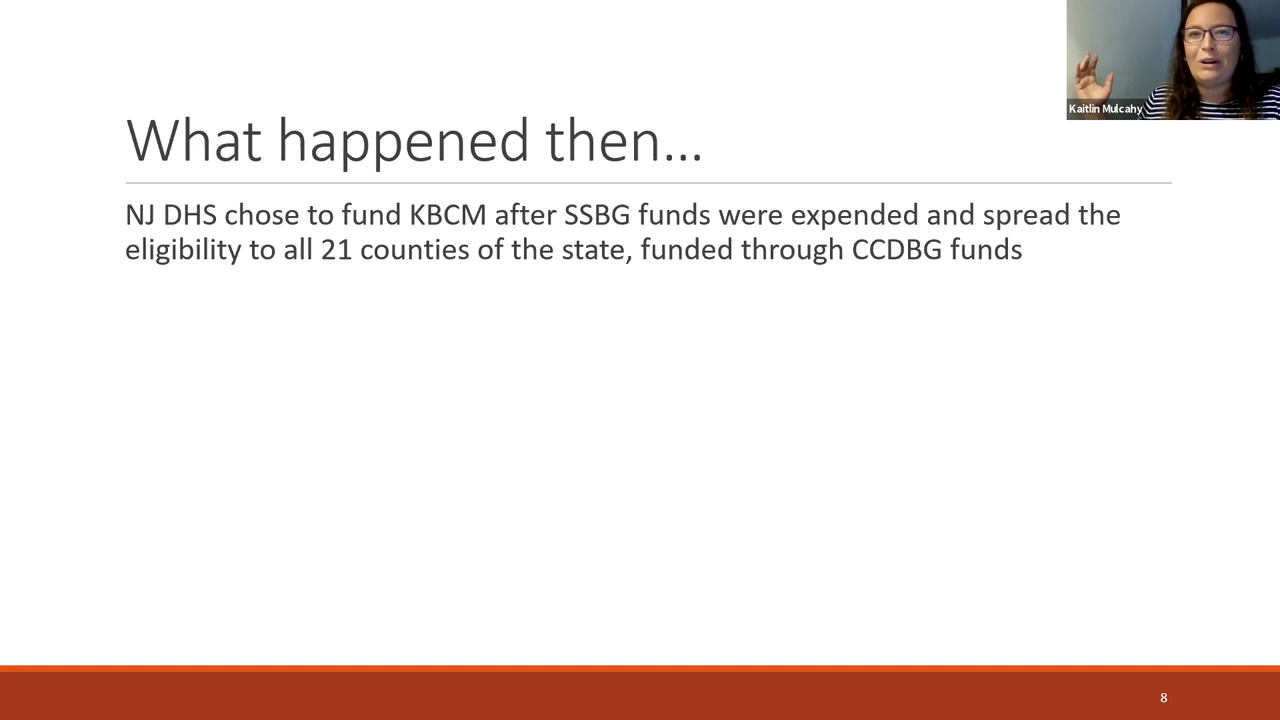 Kaitlin Mulcahy
What happened then...
NJ DHS chose to fund KBCM after SSBG funds were expended and spread the
eligibility to all 21 counties of the state, funded through CCDBG funds
8